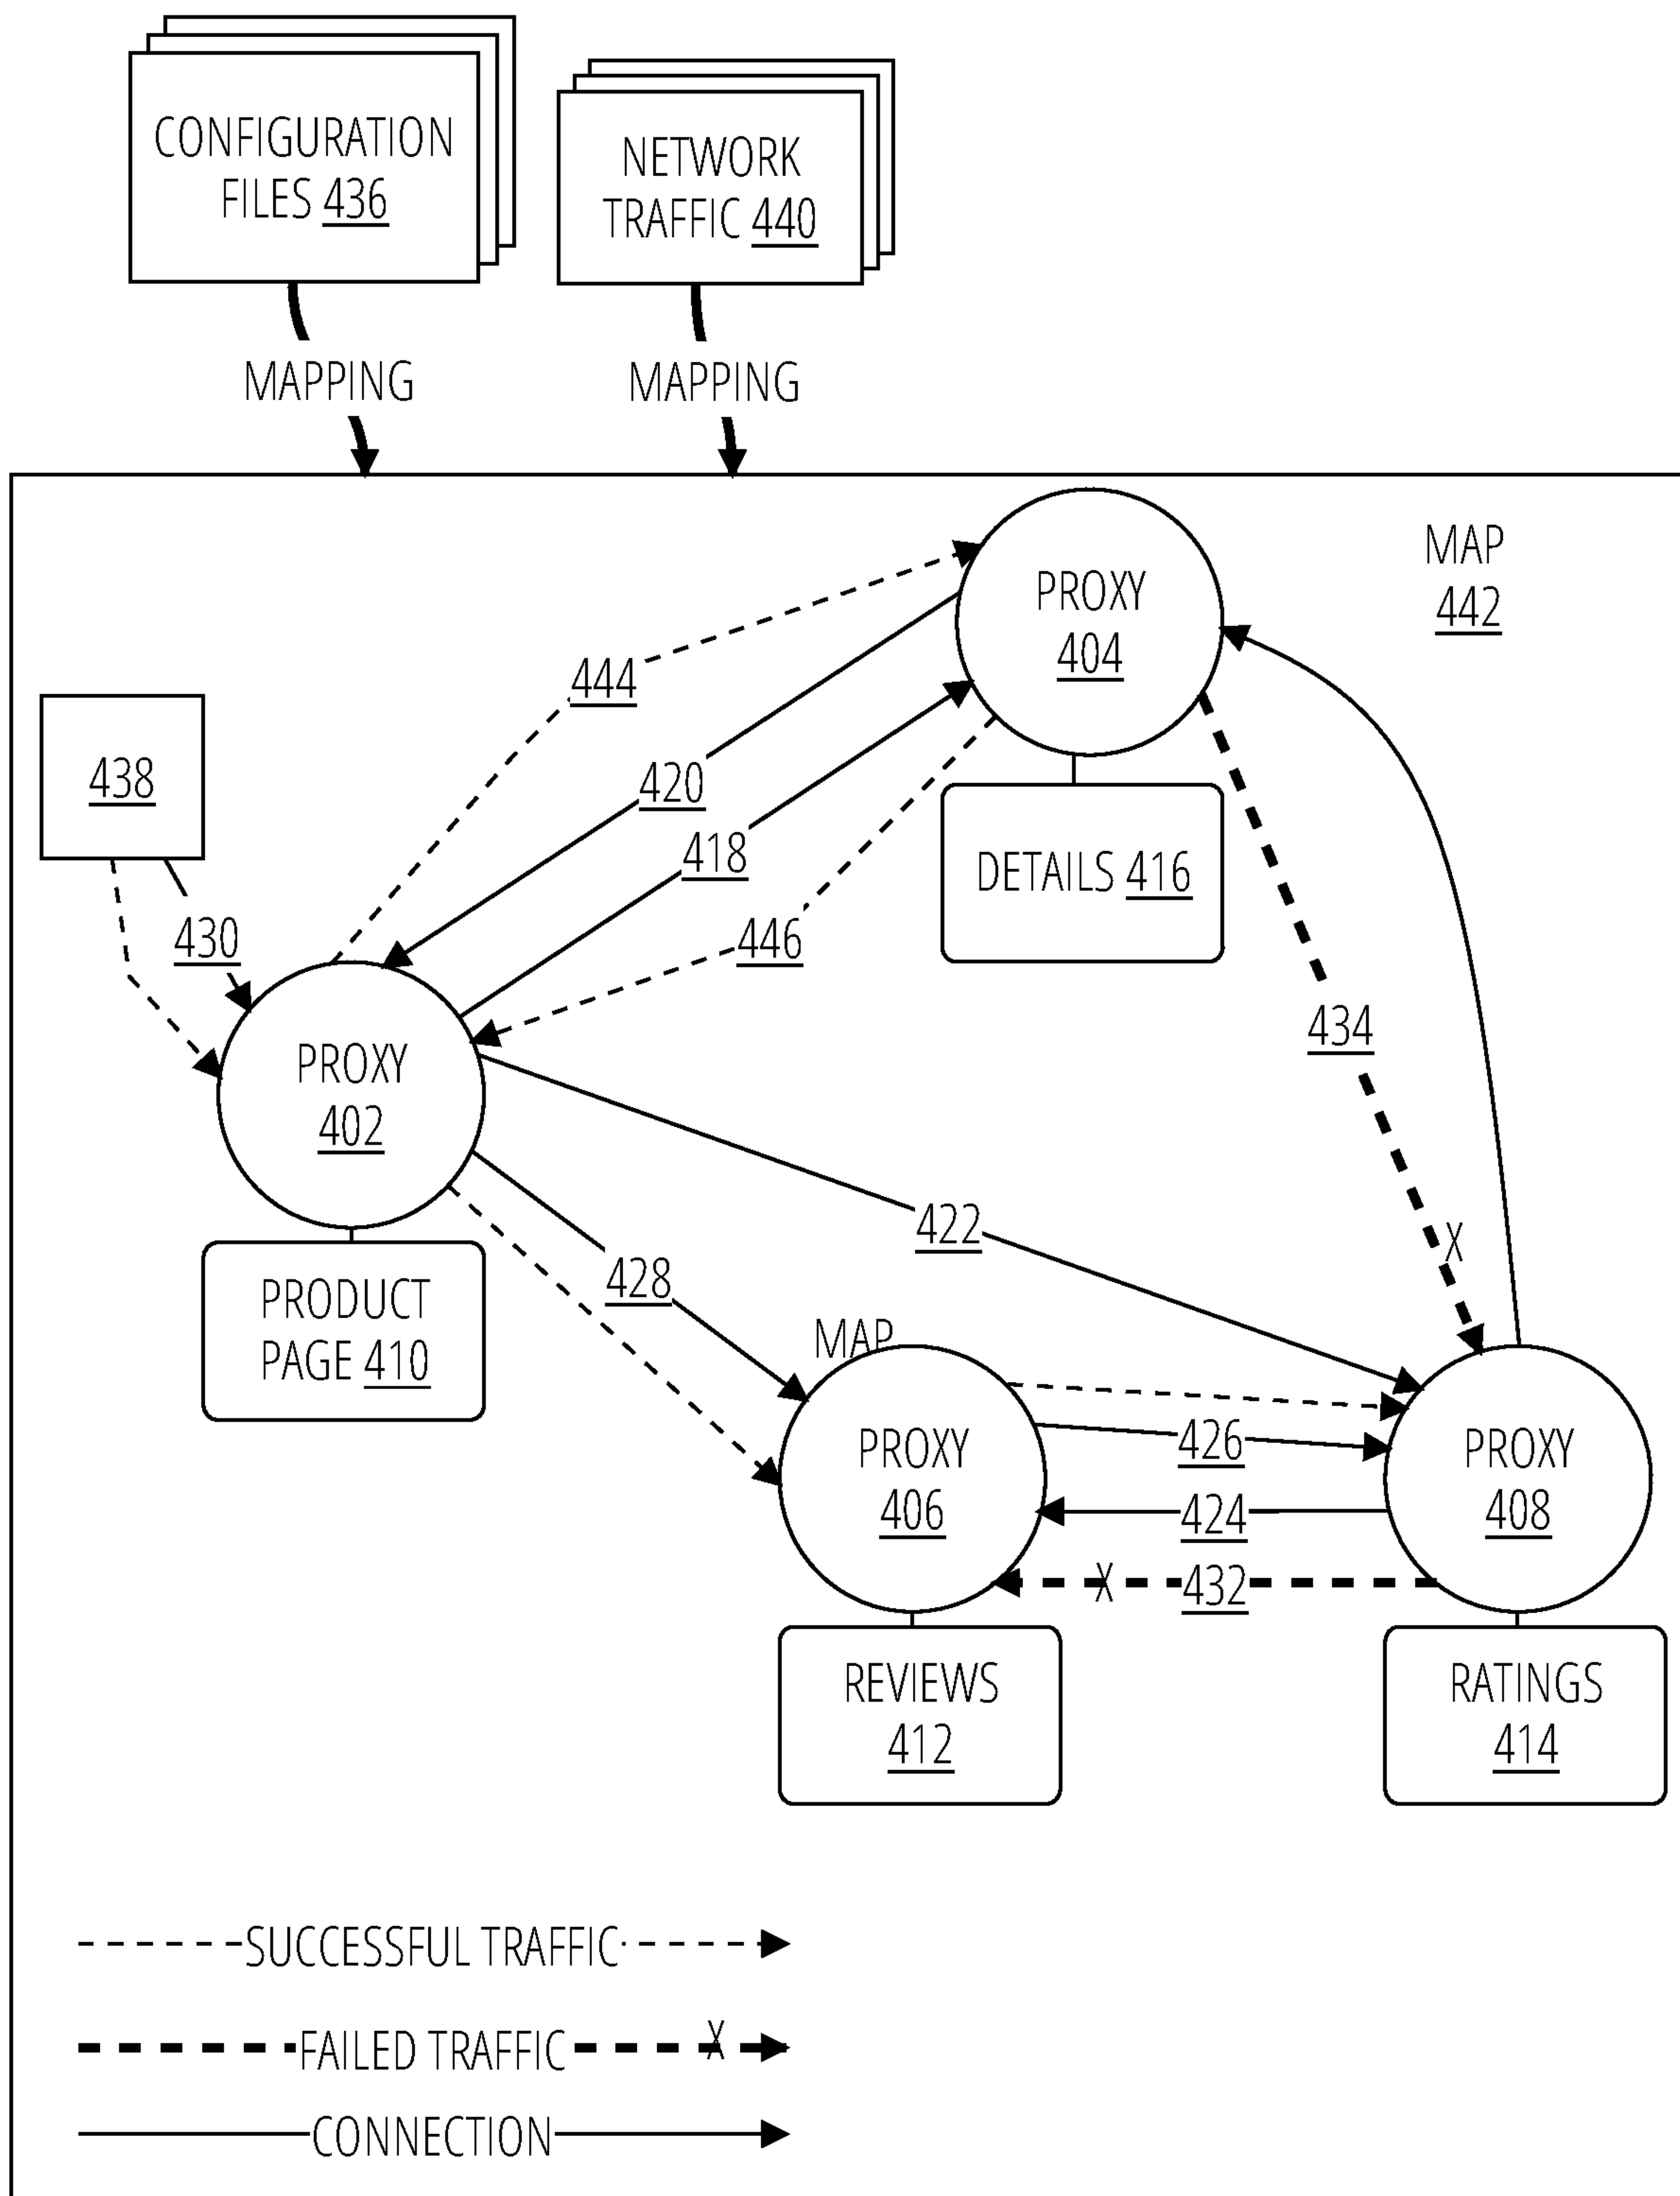 CONFIGURATION
FILES 436
NETWORK
TRAFFIC 440
MAPPING
MAPPING
MAP
442
PROXY
404
444
438
420
418
DETAILS 416
430
446
434
PROXY
402
422
428
PRODUCT
PAGE 410
MAP
PROXY
406
426
PROXY
408
424
X
X
432
REVIEWS
412
RATINGS
414
SUCCESSFUL TRAFFIC
FAILED TRAFFIC
X
CONNECTION